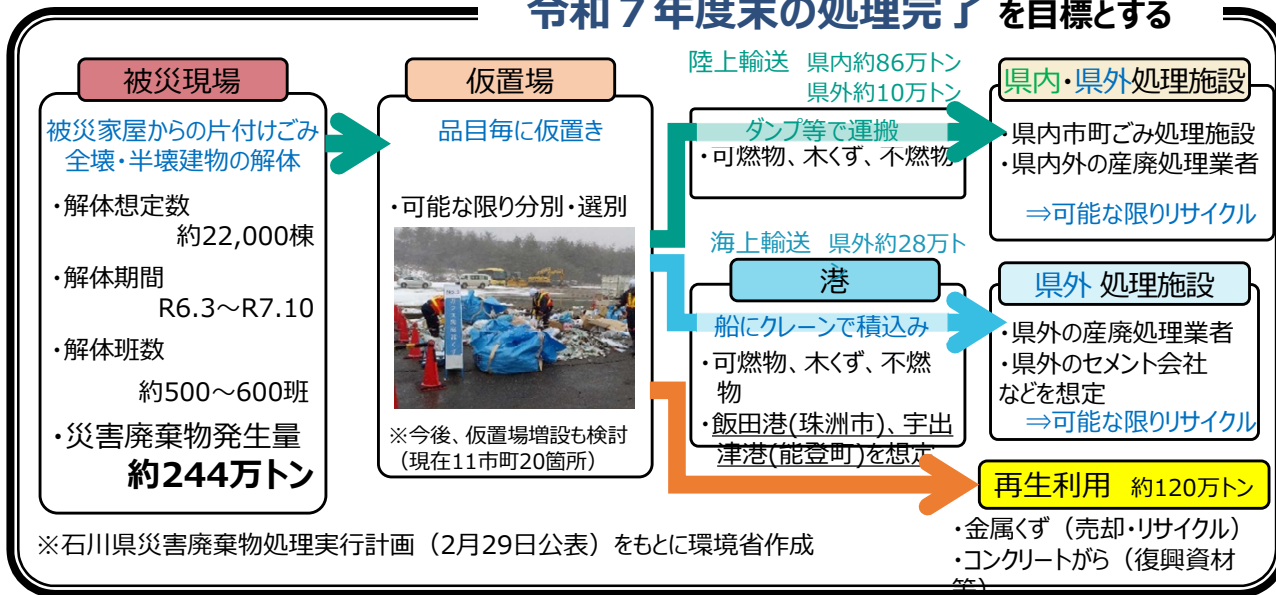 令和７年度末の処理完了 を目標とする
被災現場
被災家屋からの片付けごみ
全壊・半壊建物の解体
・解体想定数
約22,000棟
・解体期間
R6.3～R7.10
・解体班数
約500～600班
・災害廃棄物発生量
約244万トン
仮置場
品目毎に仮置き
・可能な限り分別・選別
※今後、仮置場増設も検討
（現在11市町20箇所）
陸上輸送 県内約86万トン
県外約10万トン
ダンプ等で運搬
・可燃物、木くず、不燃物
海上輸送 県外約28万ト
港
船にクレーンで積込み
・可燃物、木くず、不燃
物
・飯田港(珠洲市)、宇出
津港(能登町)を想定
県内・県外処理施設
・県内市町ごみ処理施設
・県内外の産廃処理業者
⇒可能な限りリサイクル
県外 処理施設
・県外の産廃処理業者
・県外のセメント会社
などを想定
⇒可能な限りリサイクル
再生利用 約120万トン
・金属くず（売却・リサイクル）
・コンクリートがら（復興資材
等）
※石川県災害廃棄物処理実行計画（2月29日公表）をもとに環境省作成